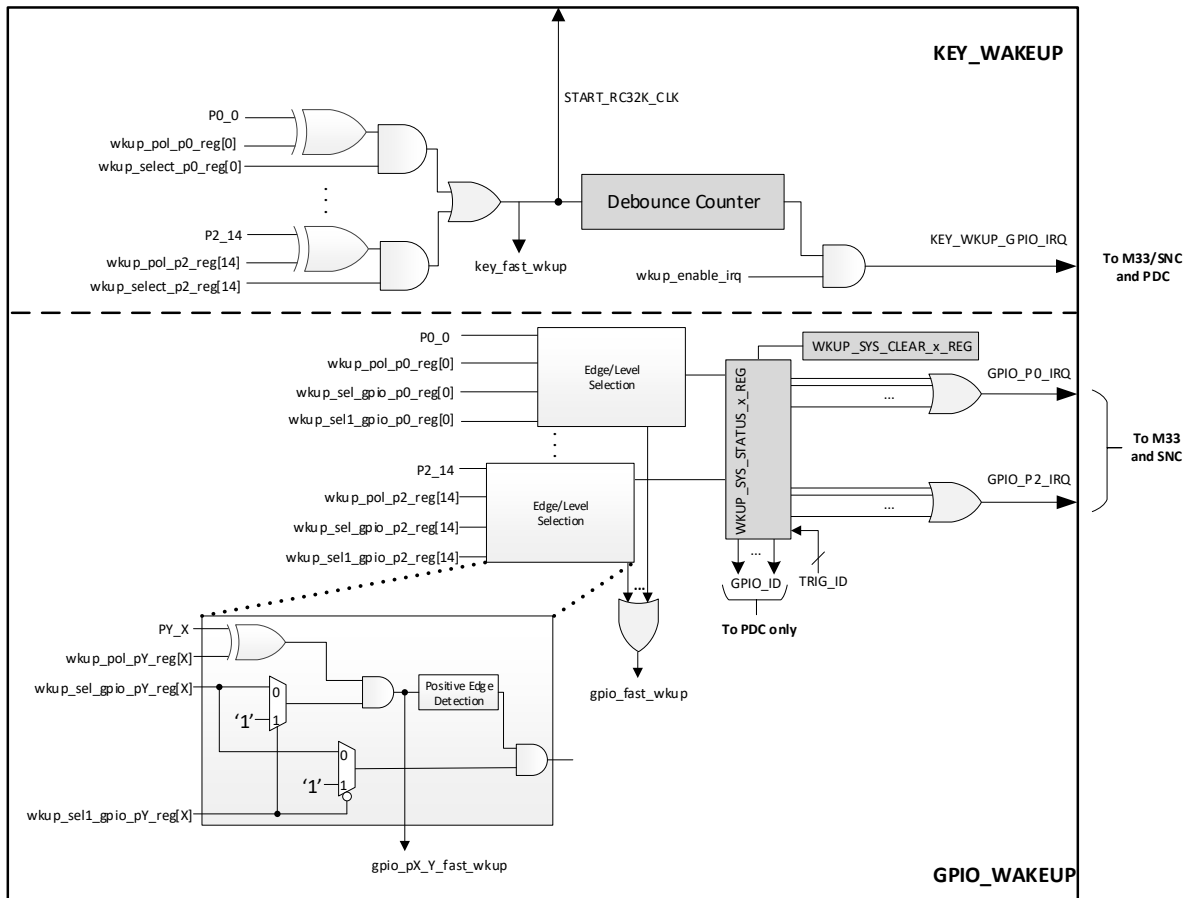 KEY_WAKEUP
START_RC32K_CLK
P0_0
wkup_pol_p0_reg[0]
wkup_select_p0_reg[0]
P2_14
wkup_pol_p2_reg[14]
wkup_select_p2_reg[14]
key_fast_wkup
Debounce Counter
wkup_enable_irq
KEY_WKUP_GPIO_IRQ
To M33/SNC
and PDC
P0_0
wkup_pol_p0_reg[0]
wkup_sel_gpio_p0_reg[0]
wkup_sel1_gpio_p0_reg[0]
Edge/Level
Selection
P2_14
wkup_pol_p2_reg[14]
wkup_sel_gpio_p2_reg[14]
wkup_sel1_gpio_p2_reg[14]
Edge/Level
Selection
WKUP_SYS_STATUS_x_REG
WKUP_SYS_CLEAR_x_REG
...
GPIO_P0_IRQ
...
GPIO_P2_IRQ
To M33
and SNC
...
GPIO_ID
TRIG_ID
To PDC only
...
gpio_fast_wkup
PY_X
wkup_pol_pY_reg[X]
wkup_sel_gpio_pY_reg[X]
0
'1'
1
0
'1'
1
Positive Edge
Detection
wkup_sel1_gpio_pY_reg[X]
gpio_pX_Y_fast_wkup
GPIO_WAKEUP